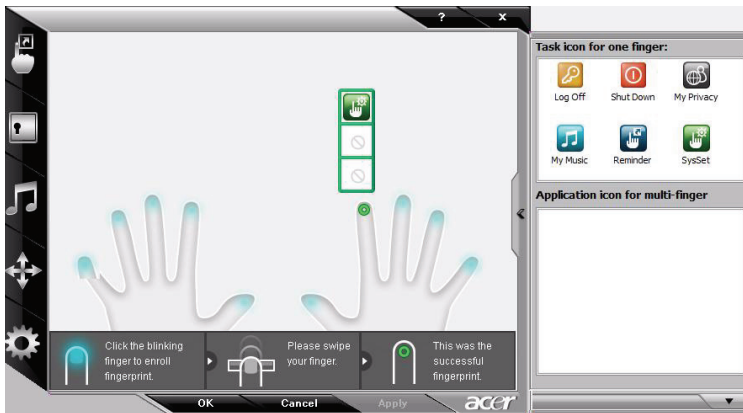 ? x
Task icon for one finger:
Log Off Shut Down My Privacy
My Music Reminder SysSet
Application icon for multi-finger
Click the blinking
finger to enroll
fingerprint.
Please swipe
your finger.
This was the
successful
fingerprint.
OK Cancel Apply acer